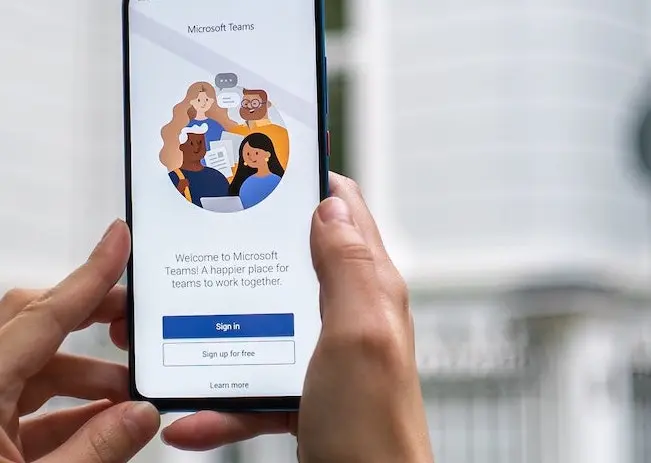 Microsoft Teams
Welcome to Microsoft
Teams! A happier place for
teams to work together.
Sign in
Sign up for free
Learn more